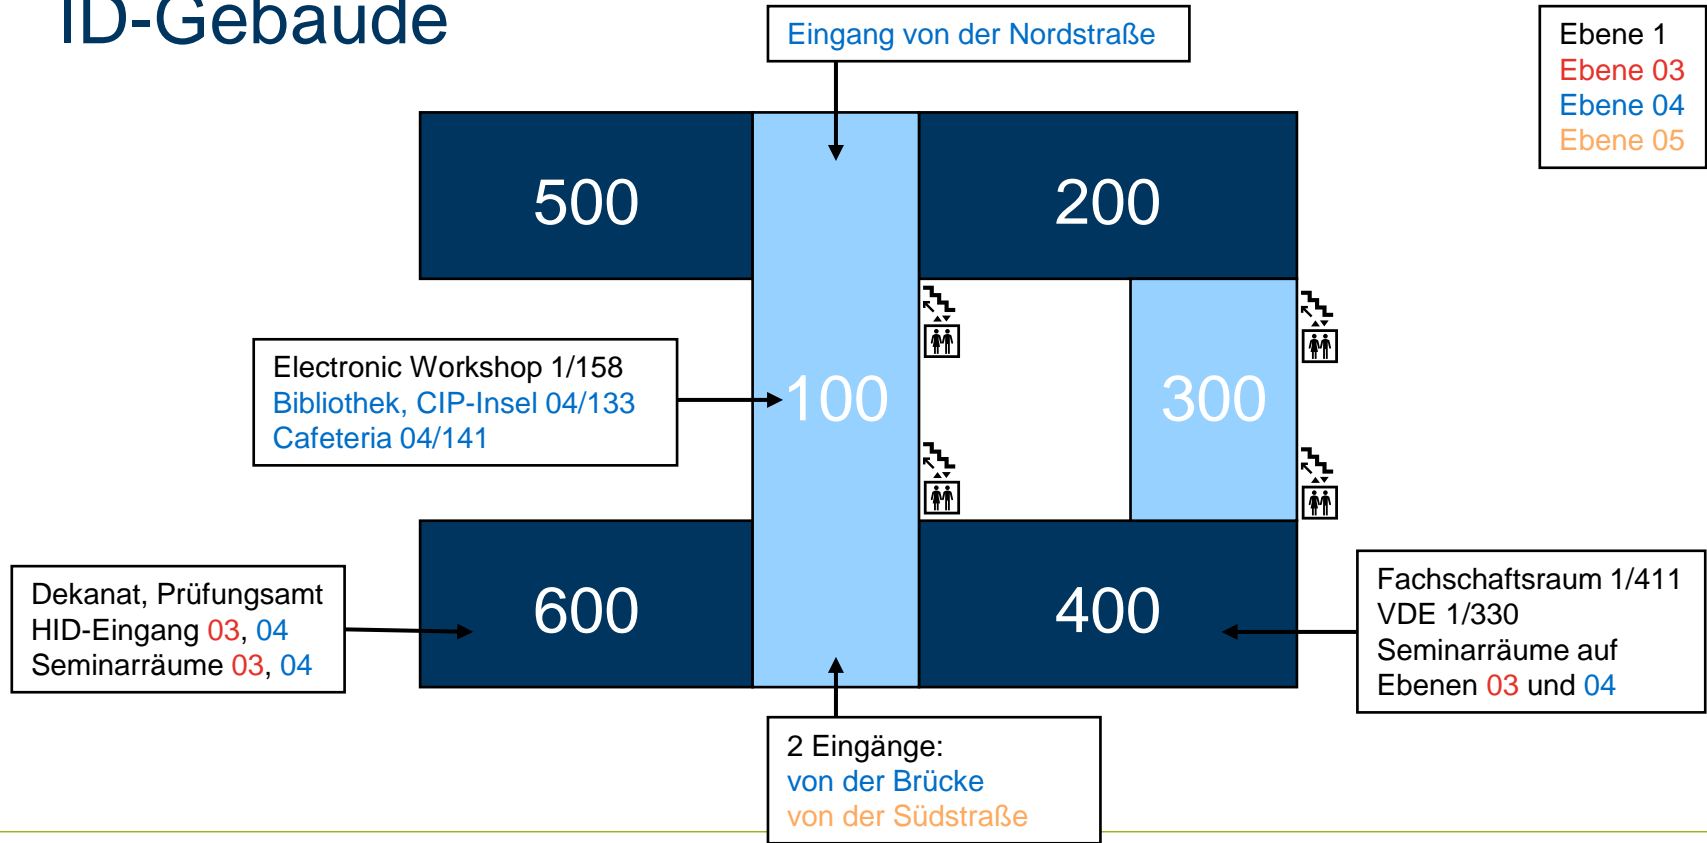 ID-Gebäude
Eingang von der Nordstraße
Ebene 1
Ebene 03
Ebene 04
Ebene 05
500
200
Electronic Workshop 1/158
Bibliothek, CIP-Insel 04/133
Cafeteria 04/141
100
300
Dekanat, Prüfungsamt
HID-Eingang 03, 04
Seminarräume 03, 04
600
400
Fachschaftsraum 1/411
VDE 1/330
Seminarräume auf
Ebenen 03 und 04
2 Eingänge:
von der Brücke
von der Südstraße